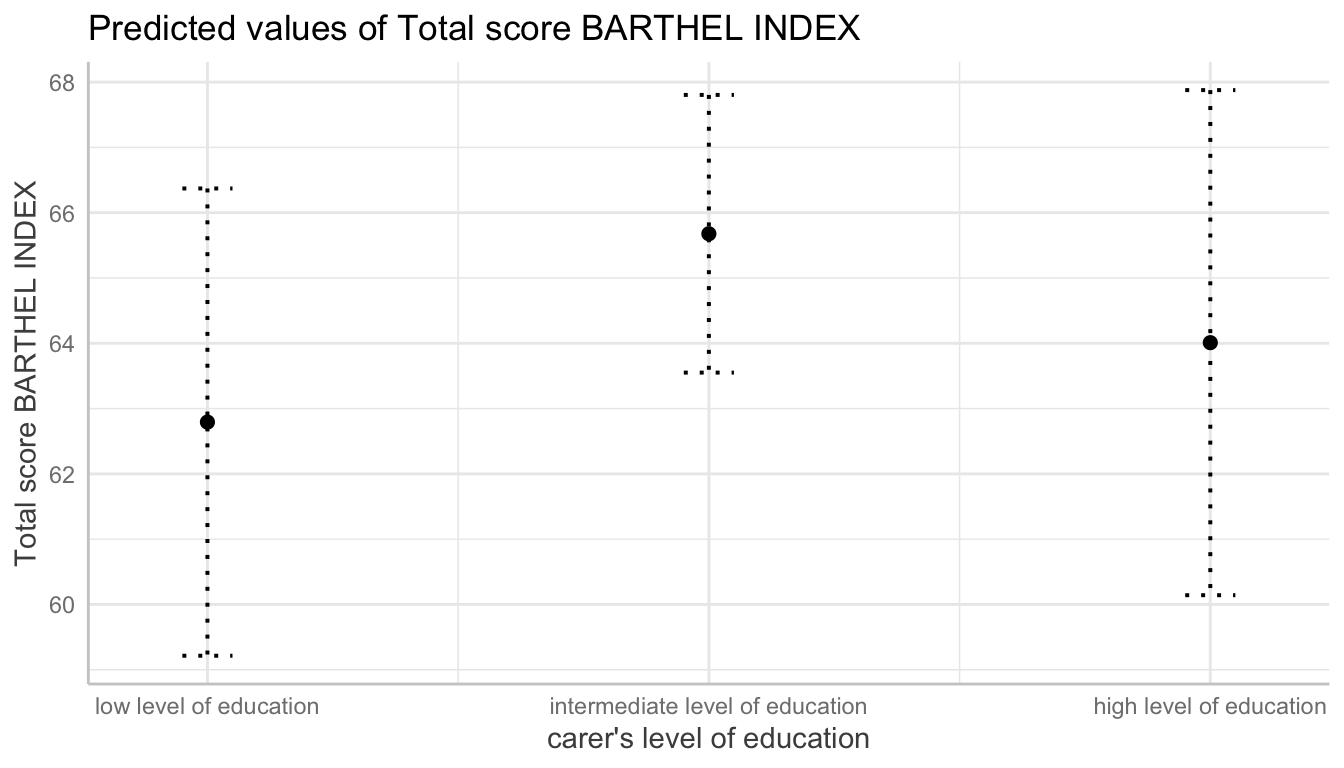 Predicted values of Total score BARTHEL INDEX
Total score BARTHEL INDEX
68
66
64
62
60
low level of education
intermediate level of education
high level of education
carer's level of education